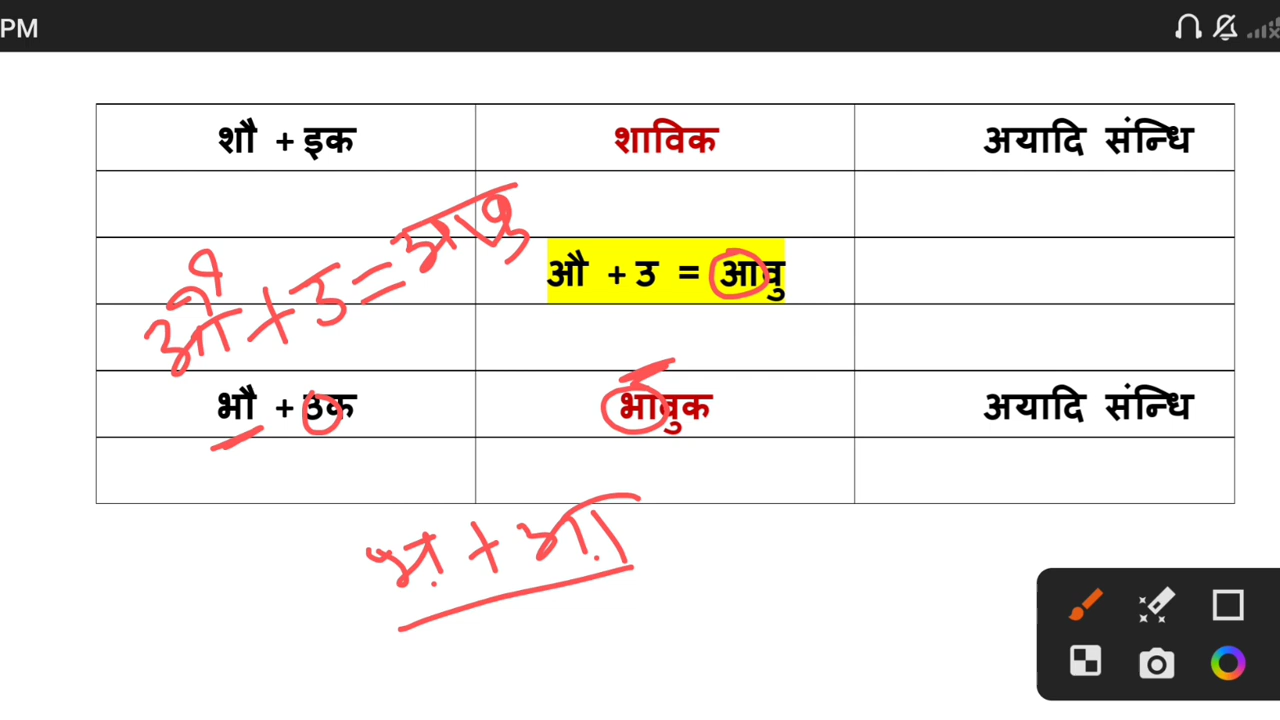 PM
शौ + इक शाविक अयादि संन्धि
औ + उ = आवु
औ + उ = आवु
भौ + उक भावुक अयादि संन्धि
भ + आ